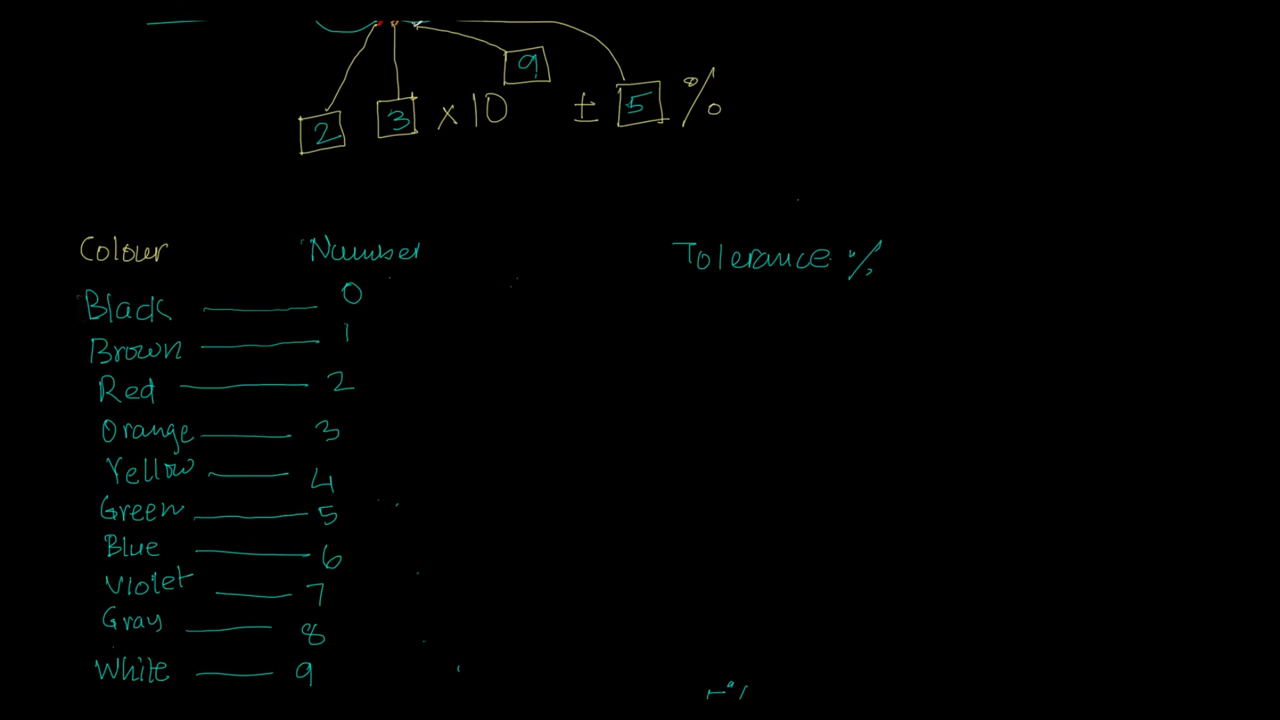 9
2 3 x 10 ± 5 %
Colour Number Tolerance %
Black 0
Brown 1
Red 2
Orange 3
Yellow 4
Green 5
Blue 6
Violet 7
Gray 8
White 9